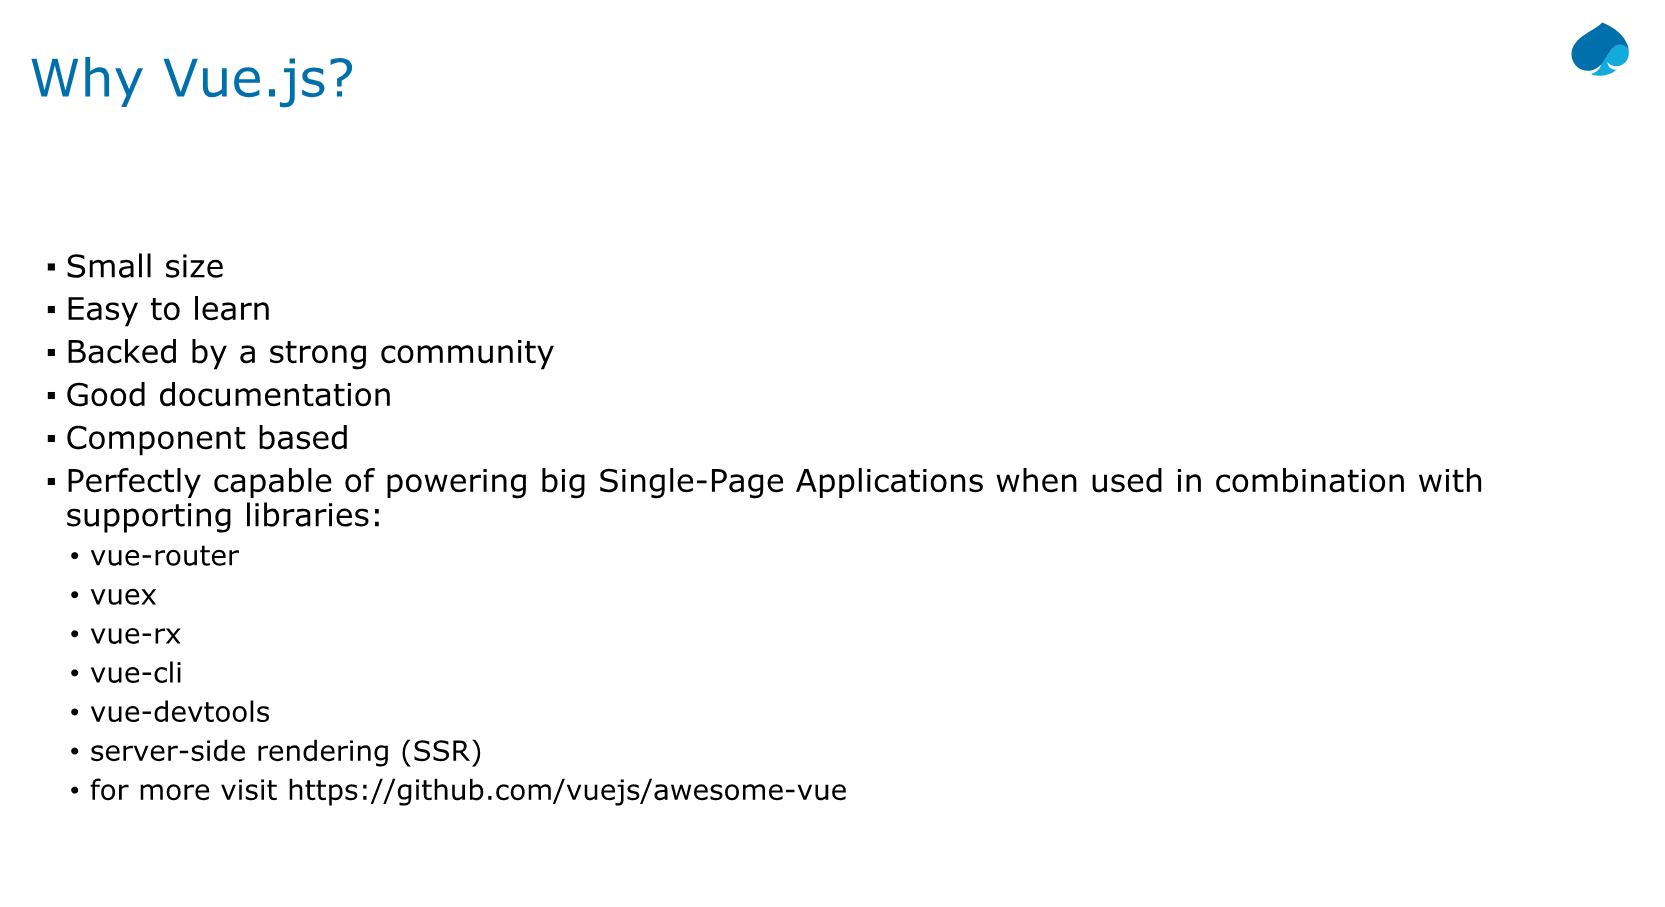 Why Vue.js?
▪ Small size
▪ Easy to learn
▪ Backed by a strong community
▪ Good documentation
▪ Component based
▪ Perfectly capable of powering big Single-Page Applications when used in combination with
supporting libraries:
• vue-router
• vuex
• vue-rx
• vue-cli
• vue-devtools
• server-side rendering (SSR)
• for more visit https://github.com/vuejs/awesome-vue